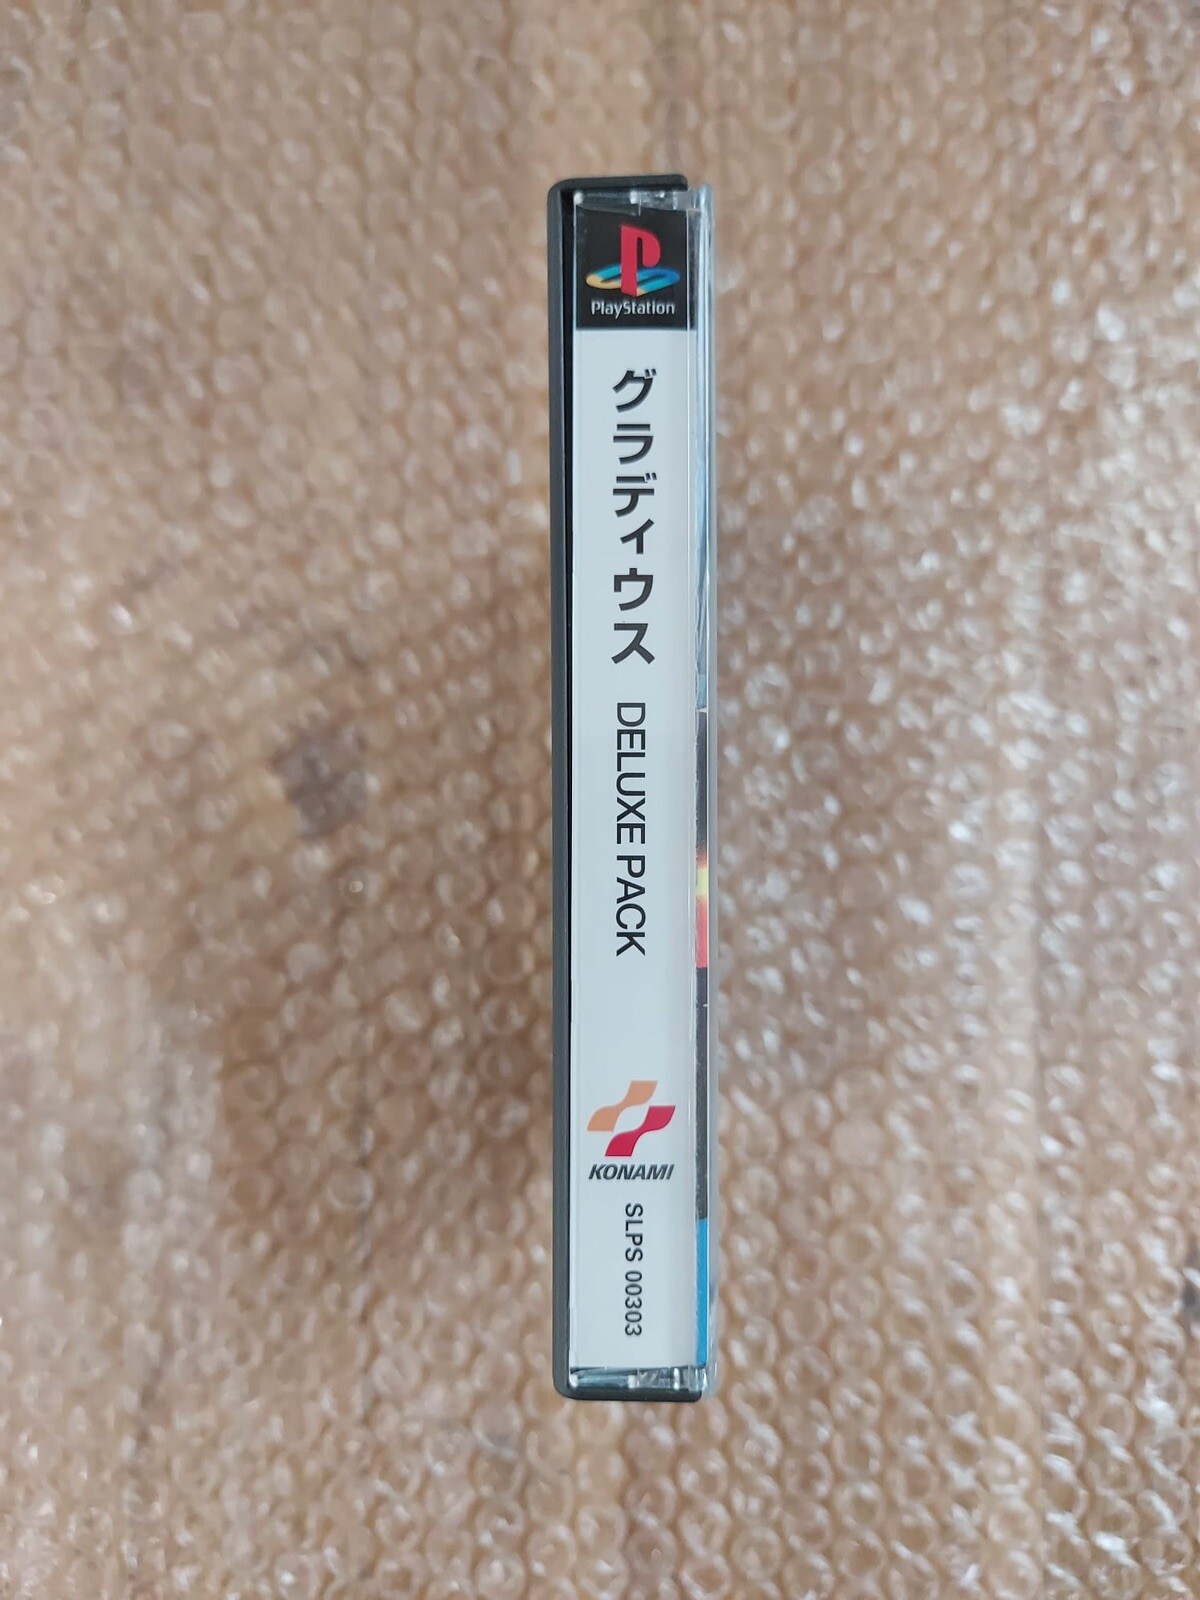 PlayStation
グラディウス DELUXE PACK
KONAMI
SLPS 00303